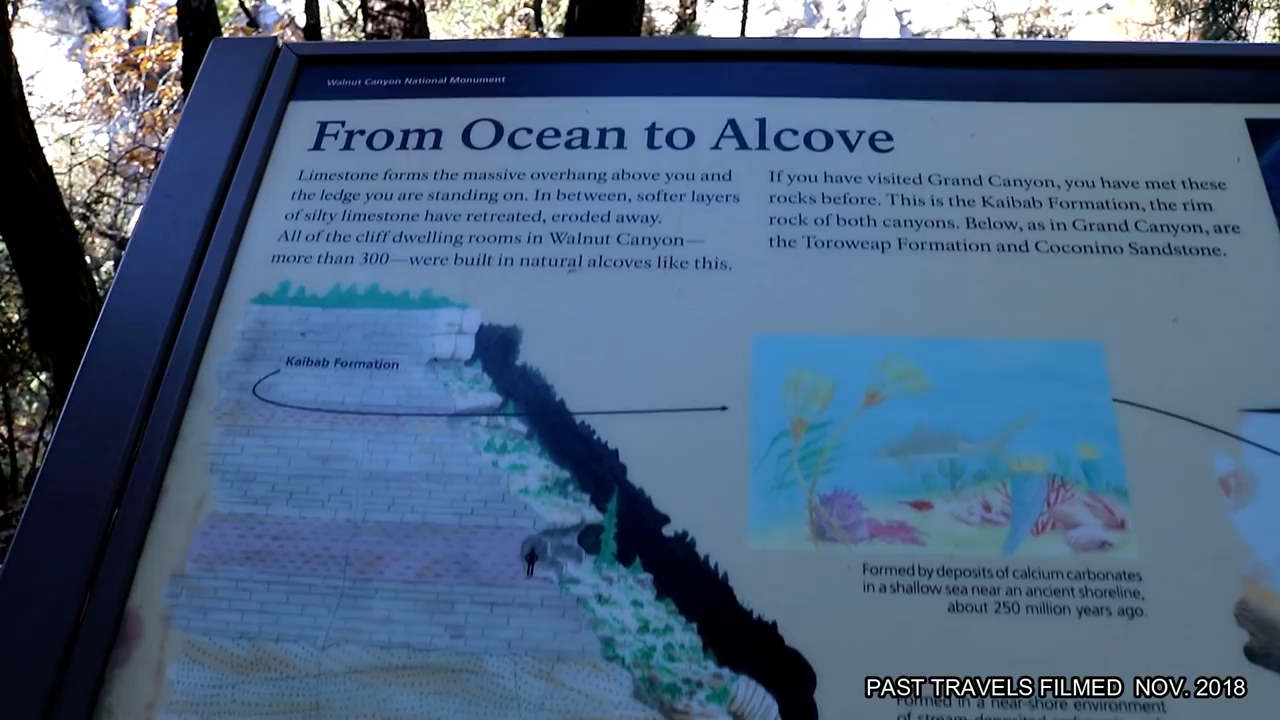 Walnut Canyon National Monument
From Ocean to Alcove
Limestone forms the massive overhang above you and
the ledge you are standing on. In between, softer layers
of silty limestone have retreated, eroded away.
All of the cliff dwelling rooms in Walnut Canyon—
more than 300—were built in natural alcoves like this.
If you have visited Grand Canyon, you have met these
rocks before. This is the Kaibab Formation, the rim
rock of both canyons. Below, as in Grand Canyon, are
the Toroweap Formation and Coconino Sandstone.
Kaibab Formation
Formed by deposits of calcium carbonates
in a shallow sea near an ancient shoreline,
about 250 million years ago.
PAST TRAVELS FILMED NOV. 2018
Formed in a near-shore environment
of stream-deposited